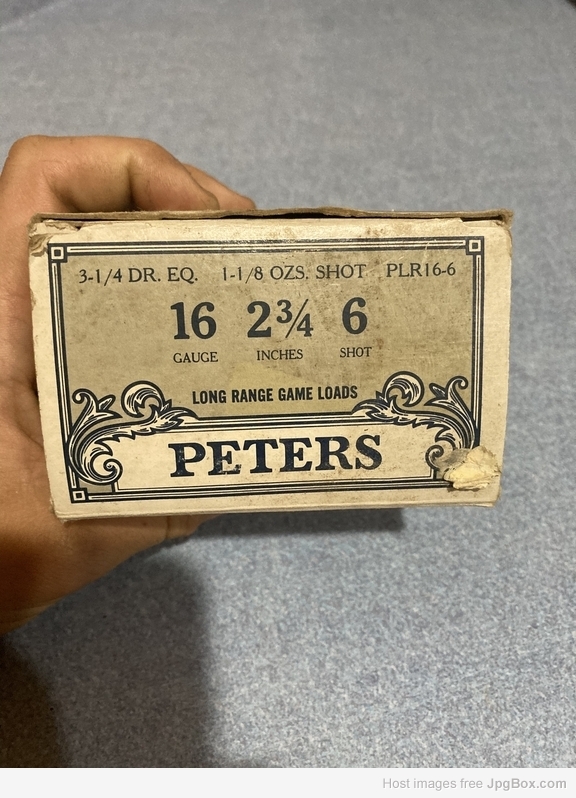 3-1/4 DR. EQ. 1-1/8 OZS. SHOT PLR16-6
16 2¾ 6
GAUGE INCHES SHOT
LONG RANGE GAME LOADS
PETERS
Host images free JpgBox.com